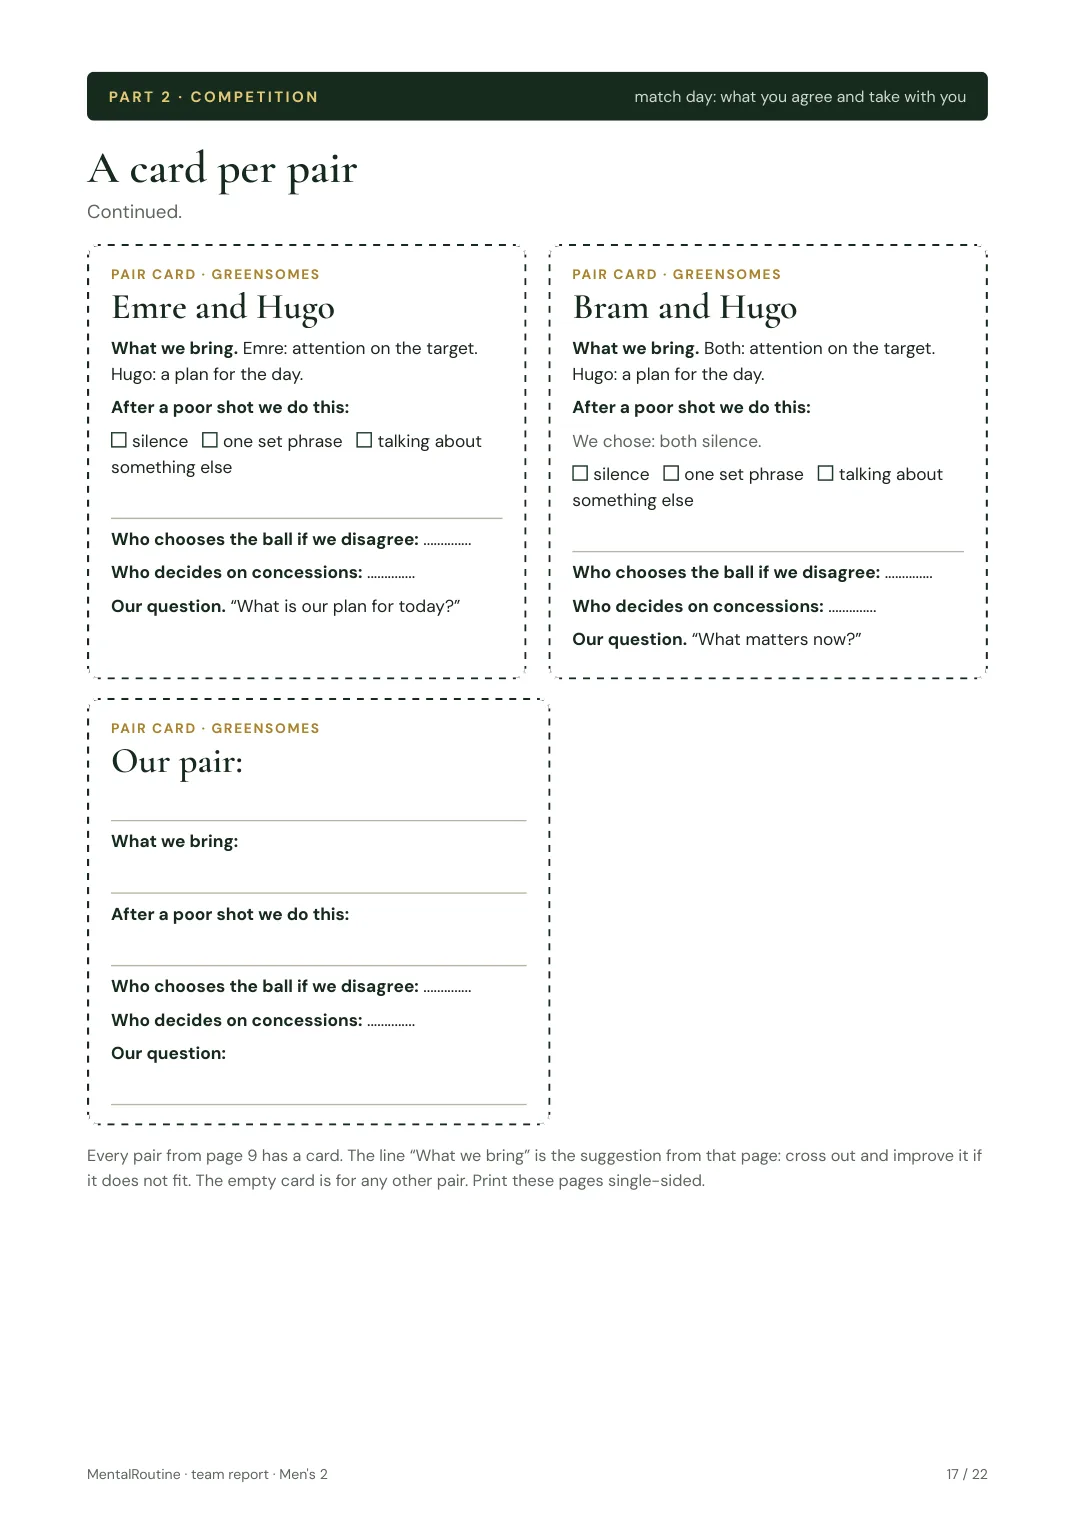 PART 2 · COMPETITION
match day: what you agree and take with you
A card per pair
Continued.
PAIR CARD · GREENSOMES
Emre and Hugo
What we bring. Emre: attention on the target.
Hugo: a plan for the day.
After a poor shot we do this:
☐ silence ☐ one set phrase ☐ talking about
something else
Who chooses the ball if we disagree: ..............
Who decides on concessions: ..............
Our question. “What is our plan for today?”
PAIR CARD · GREENSOMES
Bram and Hugo
What we bring. Both: attention on the target.
Hugo: a plan for the day.
After a poor shot we do this:
We chose: both silence.
☐ silence ☐ one set phrase ☐ talking about
something else
Who chooses the ball if we disagree: ..............
Who decides on concessions: ..............
Our question. “What matters now?”
PAIR CARD · GREENSOMES
Our pair:
What we bring:
After a poor shot we do this:
Who chooses the ball if we disagree: ..............
Who decides on concessions: ..............
Our question:
Every pair from page 9 has a card. The line “What we bring” is the suggestion from that page: cross out and improve it if
it does not fit. The empty card is for any other pair. Print these pages single-sided.
MentalRoutine · team report · Men's 2
17 / 22